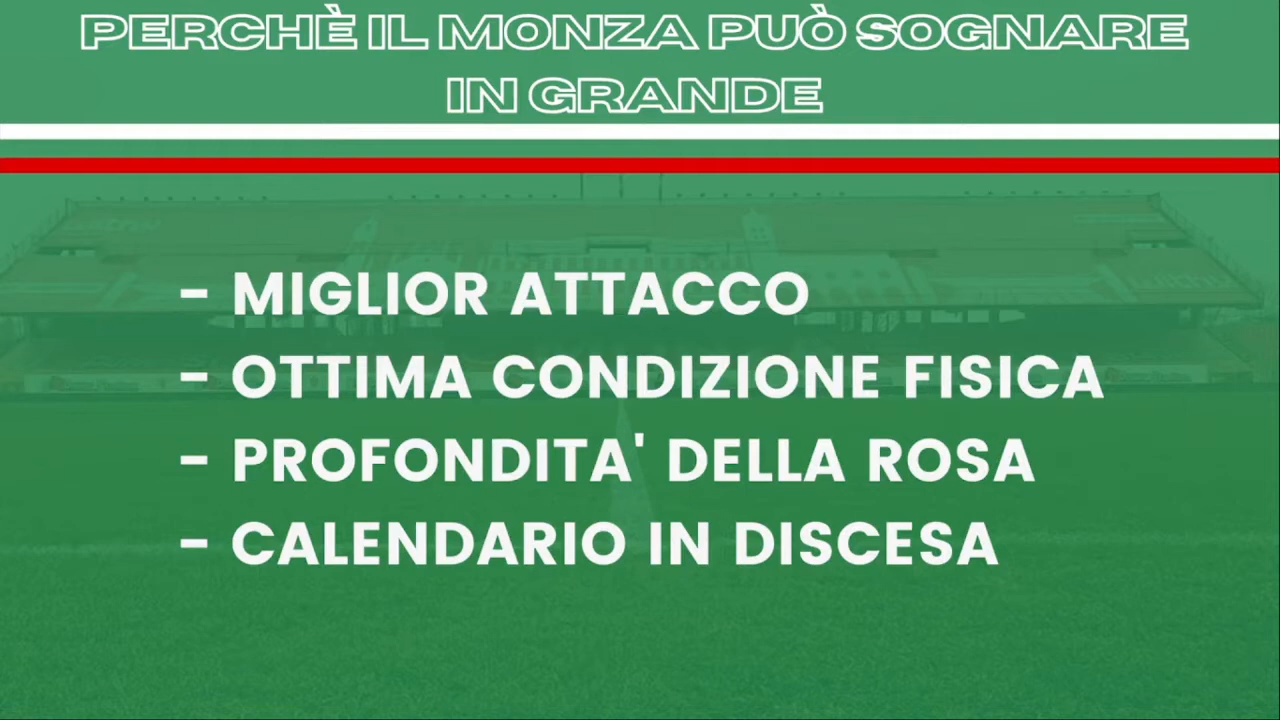 PERCHÈ IL MONZA PUÒ SOGNARE
IN GRANDE
- MIGLIOR ATTACCO
- OTTIMA CONDIZIONE FISICA
- PROFONDITA' DELLA ROSA
- CALENDARIO IN DISCESA